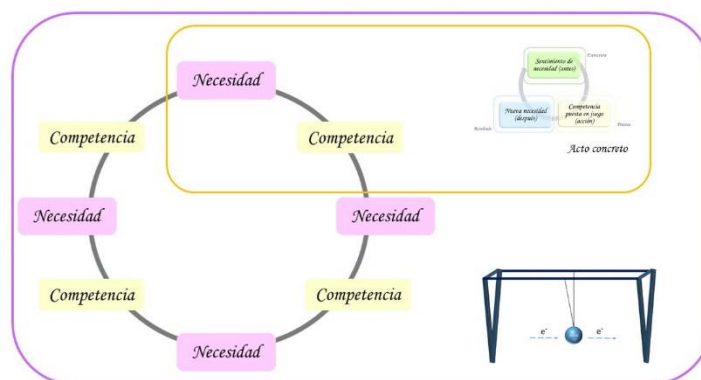 Necesidad
Competencia
Competencia
Necesidad
Necesidad
Competencia
Competencia
Necesidad
Sentimiento de
necesidad (antes)
Nueva necesidad
(después)
Competencia
puesta en juego
(acción)
Acto concreto
e-
e-